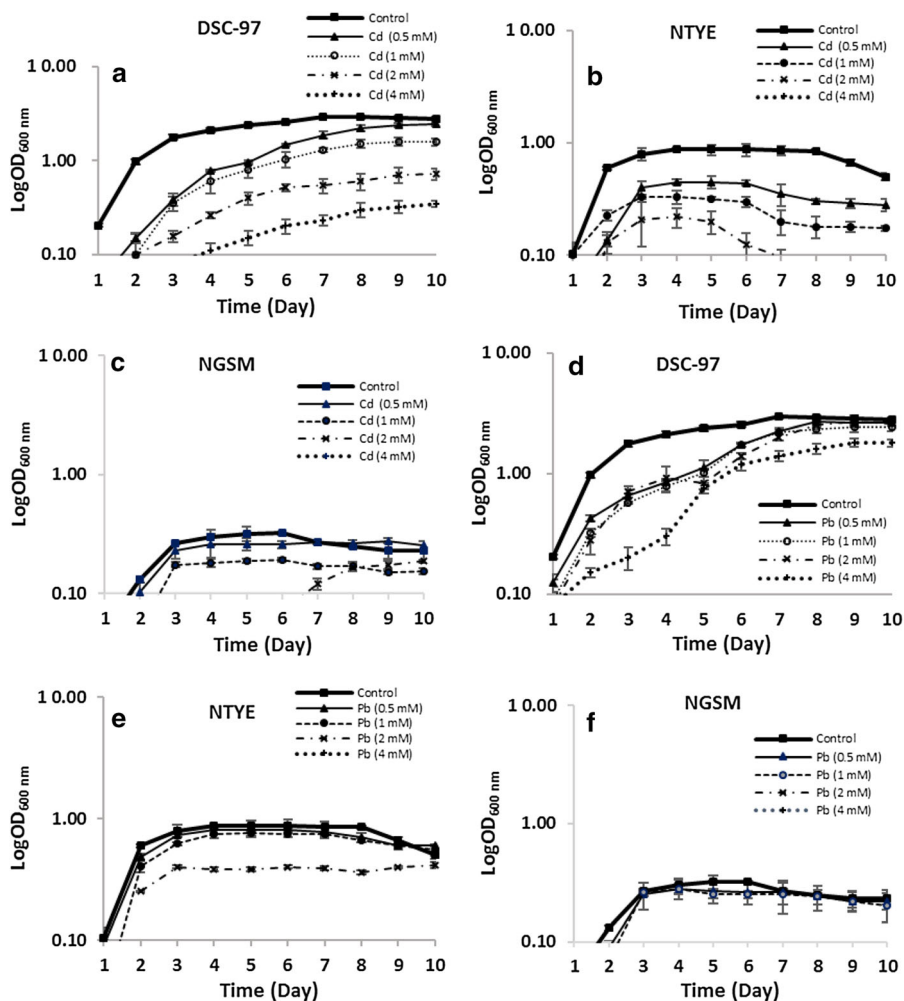 DSC-97
a
Control
Cd (0.5 mM)
Cd (1 mM)
Cd (2 mM)
Cd (4 mM)
1 0.00
1.00
0.10
LogOD600 nm
1 2 3 4 5 6 7 8 9 10
Time (Day)
NTYE
b
Control
Cd (0.5 mM)
Cd (1 mM)
Cd (2 mM)
Cd (4 mM)
1 0.00
1.00
0.10
LogOD600 nm
1 2 3 4 5 6 7 8 9 10
Time (Day)
c
NGSM
Control
Cd (0.5 mM)
Cd (1 mM)
Cd (2 mM)
Cd (4 mM)
1 0.00
1.00
0.10
LogOD600 nm
1 2 3 4 5 6 7 8 9 10
Time (Day)
d
DSC-97
Control
Pb (0.5 mM)
Pb (1 mM)
Pb (2 mM)
Pb (4 mM)
1 0.00
1.00
0.10
LogOD600 nm
1 2 3 4 5 6 7 8 9 10
Time (Day)
e
NTYE
Control
Pb (0.5 mM)
Pb (1 mM)
Pb (2 mM)
Pb (4 mM)
1 0.00
1.00
0.10
LogOD600 nm
1 2 3 4 5 6 7 8 9 10
Time (Day)
f
NGSM
Control
Pb (0.5 mM)
Pb (1 mM)
Pb (2 mM)
Pb (4 mM)
1 0.00
1.00
0.10
LogOD600 nm
1 2 3 4 5 6 7 8 9 10
Time (Day)